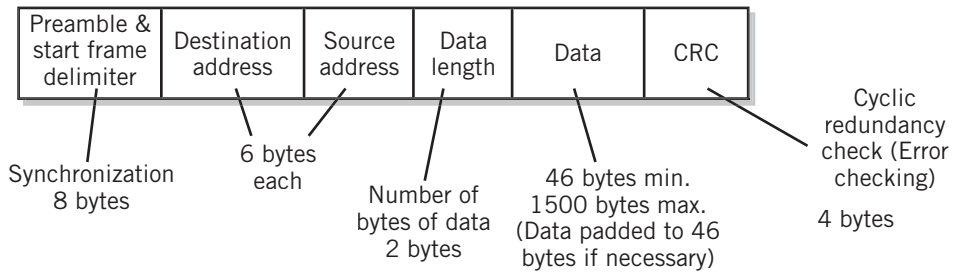 Preamble &
start frame
delimiter
Destination
address
Source
address
Data
length
Data
CRC
Synchronization
8 bytes
6 bytes
each
Number of
bytes of data
2 bytes
46 bytes min.
1500 bytes max.
(Data padded to 46
bytes if necessary)
Cyclic
redundancy
check (Error
checking)
4 bytes